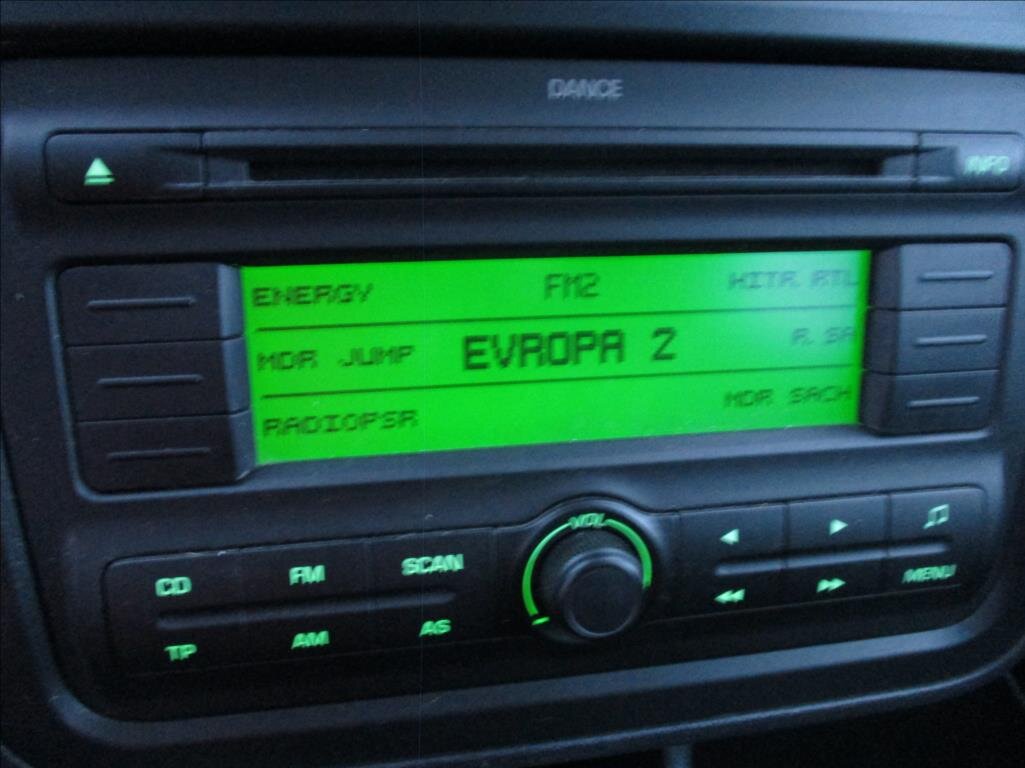 DANCE
INFO
ENERGY FM2 HITR. RTL
MDR JUMP EVROPA 2 R. SA
RADIOPSR MDR SACH
VOL
CD FM SCAN
TP AM AS
MENU